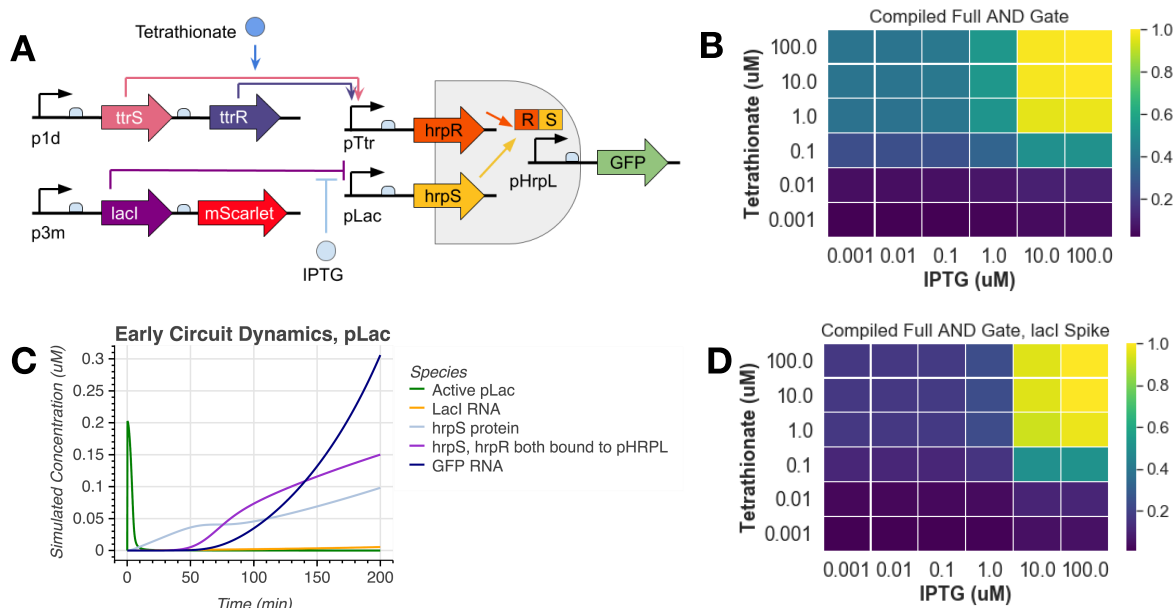 A
Tetrathionate
ttrS
ttrR
p1d
pTtr
hrpR
R S
GFP
pHrpL
lacI
mScarlet
p3m
pLac
hrpS
IPTG
B
Compiled Full AND Gate
Tetrathionate (uM)
100.0
10.0
1.0
0.1
0.01
0.001
0.001 0.01 0.1 1.0 10.0 100.0
IPTG (uM)
1.0
0.8
0.6
0.4
0.2
C
Early Circuit Dynamics, pLac
Simulated Concentration (uM)
0.3
0.25
0.2
0.15
0.1
0.05
0
0 50 100 150 200
Time (min)
Species
Active pLac
LacI RNA
hrpS protein
hrpS, hrpR both bound to pHRPL
GFP RNA
D
Compiled Full AND Gate, lacI Spike
Tetrathionate (uM)
100.0
10.0
1.0
0.1
0.01
0.001
0.001 0.01 0.1 1.0 10.0 100.0
IPTG (uM)
1.0
0.8
0.6
0.4
0.2